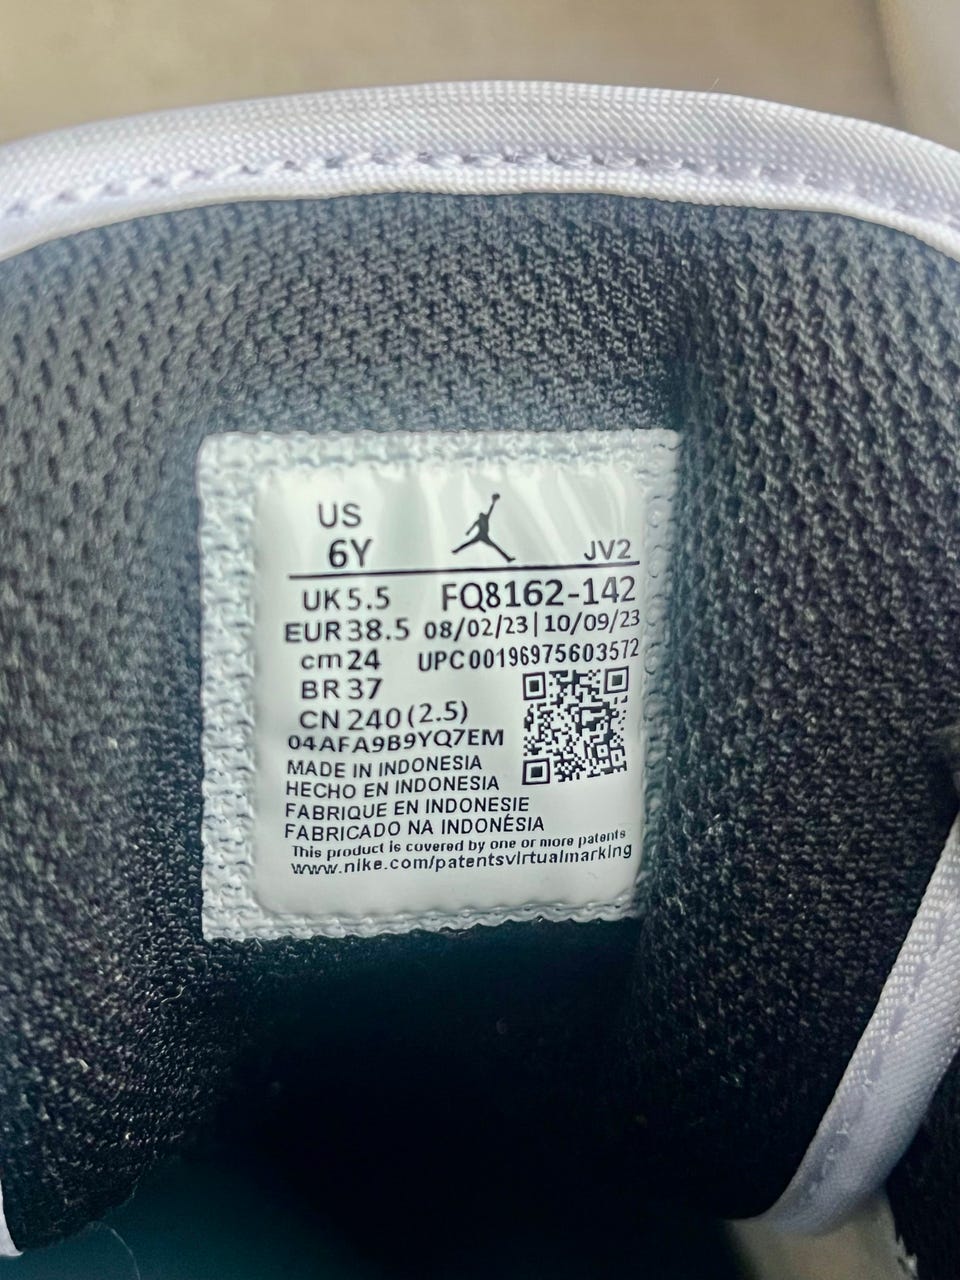 US
6Y
JV2
UK 5.5 FQ8162-142
EUR 38.5 08/02/23 | 10/09/23
cm 24 UPC 00196975603572
BR 37
CN 240 (2.5)
04AFA9B9YQ7EM
MADE IN INDONESIA
HECHO EN INDONESIA
FABRIQUE EN INDONESIE
FABRICADO NA INDONÉSIA
This product is covered by one or more patents
www.nike.com/patentsvirtualmarking